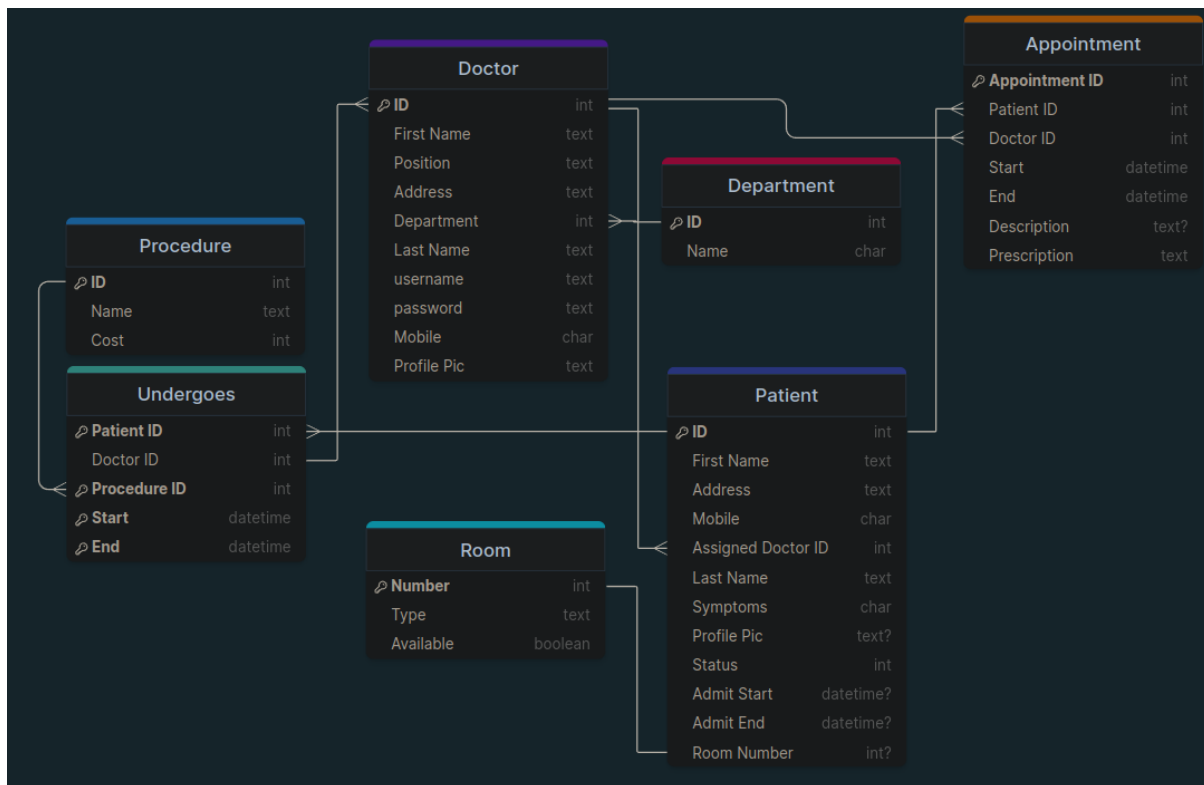 Doctor
ID int
First Name text
Position text
Address text
Department int
Last Name text
username text
password text
Mobile char
Profile Pic text
Appointment
Appointment ID int
Patient ID int
Doctor ID int
Start datetime
End datetime
Description text?
Prescription text
Department
ID int
Name char
Procedure
ID int
Name text
Cost int
Undergoes
Patient ID int
Doctor ID int
Procedure ID int
Start datetime
End datetime
Patient
ID int
First Name text
Address text
Mobile char
Assigned Doctor ID int
Last Name text
Symptoms char
Profile Pic text?
Status int
Admit Start datetime?
Admit End datetime?
Room Number int?
Room
Number int
Type text
Available boolean